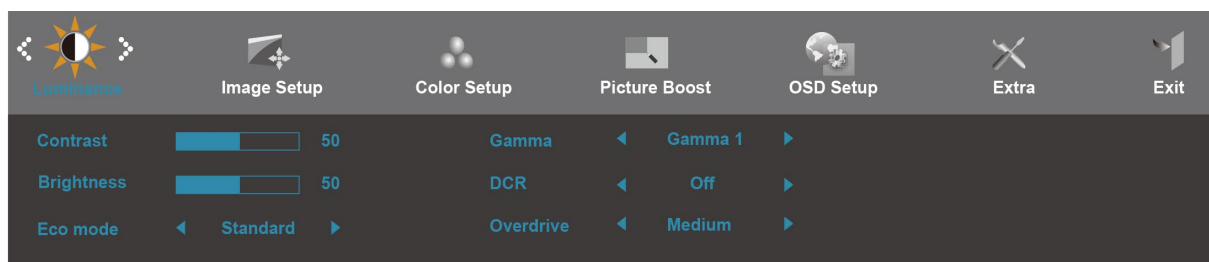 Luminance Image Setup Color Setup Picture Boost OSD Setup Extra Exit
Contrast 50 Gamma Gamma 1
Brightness 50 DCR Off
Eco mode Standard Overdrive Medium